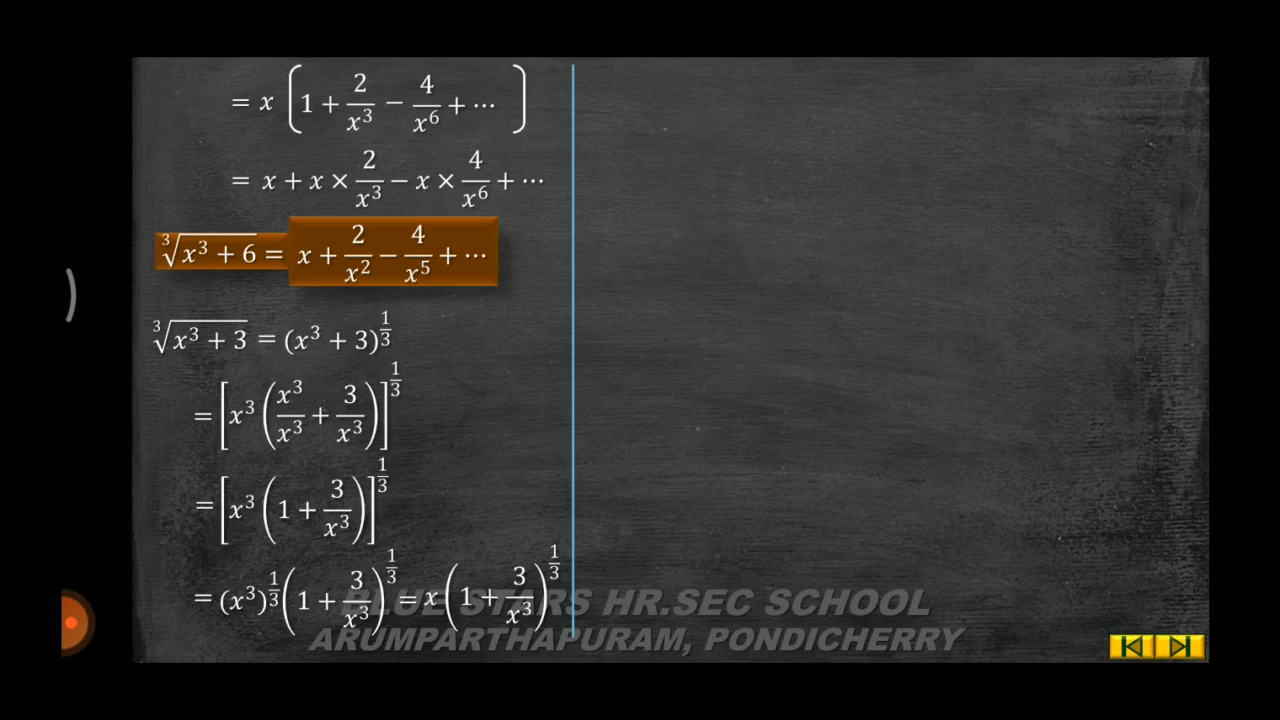 = x (1 + 2/x³ − 4/x⁶ + ⋯ )
= x + x × 2/x³ − x × 4/x⁶ + ⋯
∛(x³ + 6) = x + 2/x² − 4/x⁵ + ⋯
∛(x³ + 3) = (x³ + 3)^(1/3)
= [x³ (x³/x³ + 3/x³)]^(1/3)
= [x³ (1 + 3/x³)]^(1/3)
= (x³)^(1/3) (1 + 3/x³)^(1/3) = x (1 + 3/x³)^(1/3)
BLUE STARS HR.SEC SCHOOL
ARUMPARTHAPURAM, PONDICHERRY